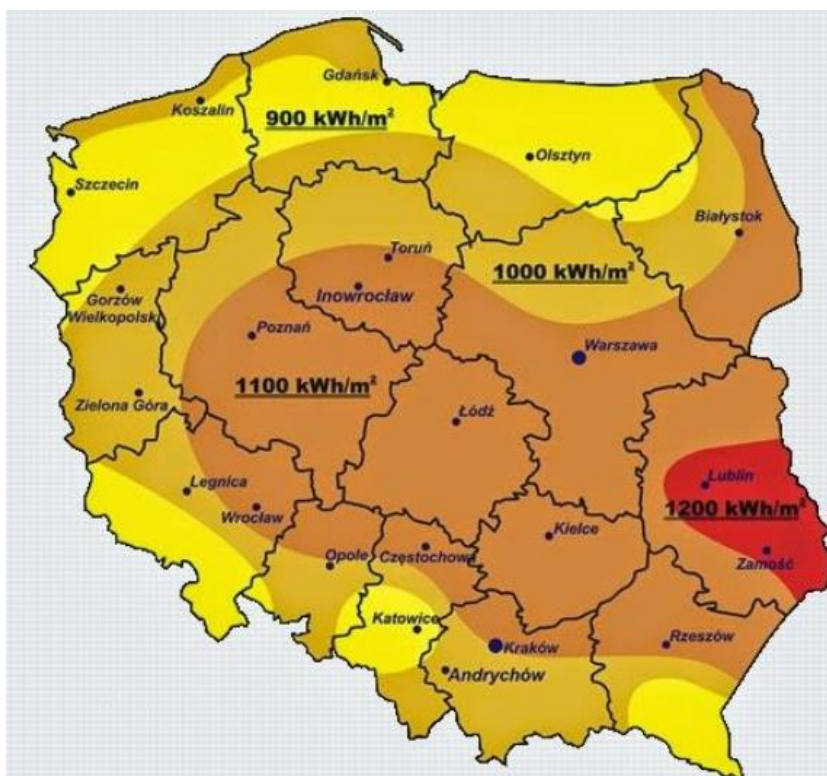 Gdańsk
Koszalin
900 kWh/m²
Olsztyn
Szczecin
Białystok
Toruń
1000 kWh/m²
Gorzów
Wielkopolski
Inowrocław
Poznań
Warszawa
1100 kWh/m²
Zielona Góra
Łódź
Legnica
Lublin
Wrocław
1200 kWh/m²
Kielce
Opole
Częstochowa
Zamość
Katowice
Kraków
Rzeszów
Andrychów